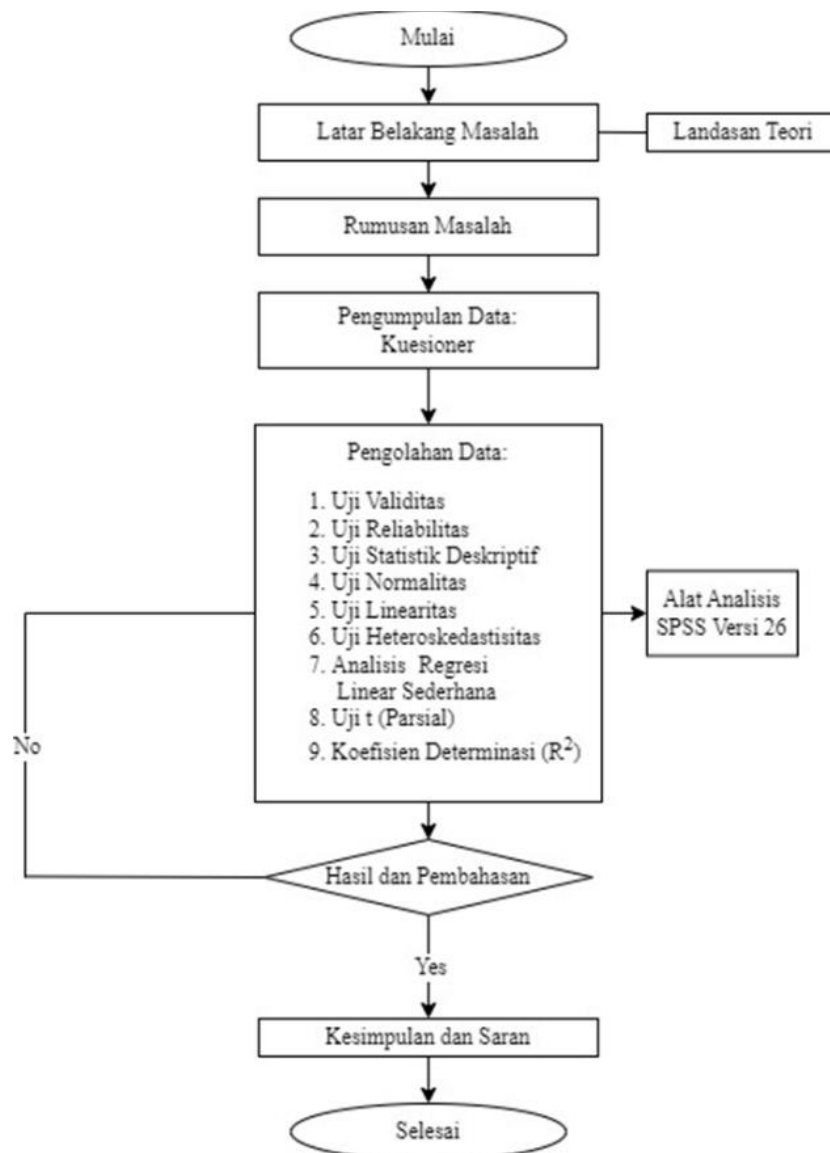 Mulai
Latar Belakang Masalah
Landasan Teori
Rumusan Masalah
Pengumpulan Data:
Kuesioner
Pengolahan Data:
1. Uji Validitas
2. Uji Reliabilitas
3. Uji Statistik Deskriptif
4. Uji Normalitas
5. Uji Linearitas
6. Uji Heteroskedastisitas
7. Analisis Regresi
Linear Sederhana
8. Uji t (Parsial)
9. Koefisien Determinasi (R²)
Alat Analisis
SPSS Versi 26
No
Hasil dan Pembahasan
Yes
Kesimpulan dan Saran
Selesai